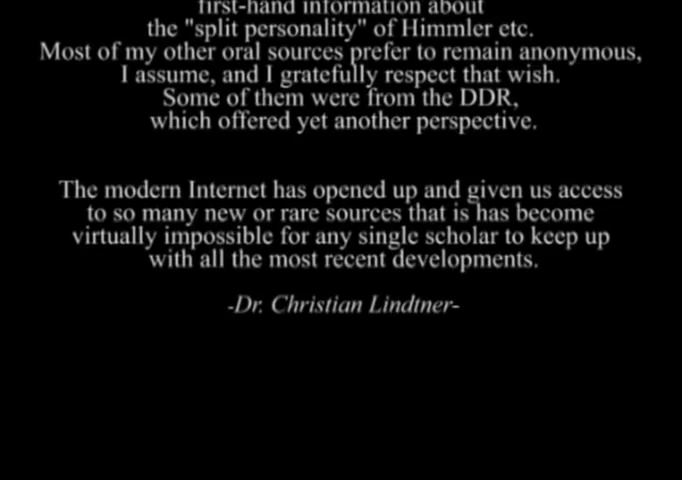 first-hand information about
the "split personality" of Himmler etc.
Most of my other oral sources prefer to remain anonymous,
I assume, and I gratefully respect that wish.
Some of them were from the DDR,
which offered yet another perspective.
The modern Internet has opened up and given us access
to so many new or rare sources that is has become
virtually impossible for any single scholar to keep up
with all the most recent developments.
-Dr. Christian Lindtner-